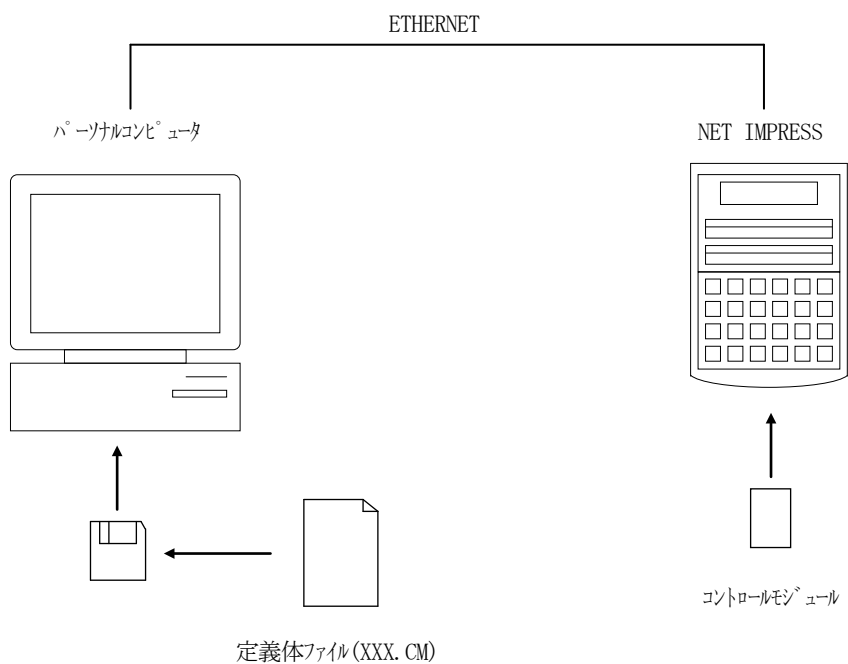 ETHERNET
ﾊﾟｰｿﾅﾙｺﾝﾋﾟｭｰﾀ
NET IMPRESS
ｺﾝﾄﾛｰﾙﾓｼﾞｭｰﾙ
定義体ﾌｧｲﾙ(XXX.CM)